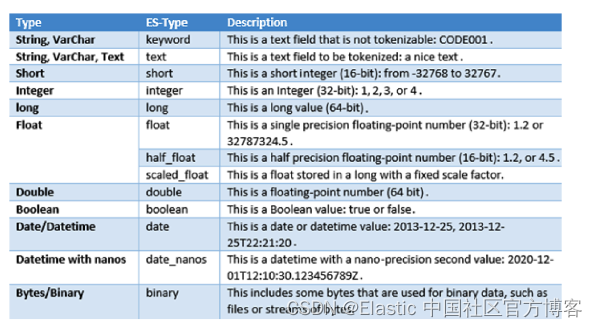 Type ES-Type Description
String, VarChar keyword This is a text field that is not tokenizable: CODE001.
String, VarChar, Text text This is a text field to be tokenized: a nice text.
Short short This is a short integer (16-bit): from -32768 to 32767.
Integer integer This is an Integer (32-bit): 1, 2, 3, or 4.
long long This is a long value (64-bit).
Float float This is a single precision floating-point number (32-bit): 1.2 or
32787324.5.
half_float This is a half precision floating-point number (16-bit): 1.2, or 4.5.
scaled_float This is a float stored in a long with a fixed scale factor.
Double double This is a floating-point number (64 bit).
Boolean boolean This is a Boolean value: true or false.
Date/Datetime date This is a date or datetime value: 2013-12-25, 2013-12-
25T22:21:20.
Datetime with nanos date_nanos This is a datetime with a nano-precision second value: 2020-12-
01T12:10:30.123456789Z.
Bytes/Binary binary This includes some bytes that are used for binary data, such as
files or streams of bytes.
CSDN @Elastic 中国社区官方博客